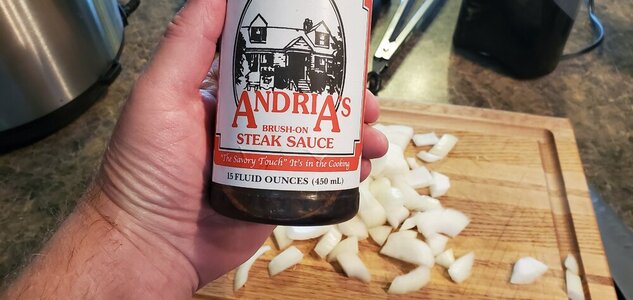 ANDRIA'S
BRUSH-ON
STEAK SAUCE
"The Savory Touch" It's in the Cooking
15 FLUID OUNCES (450 mL)